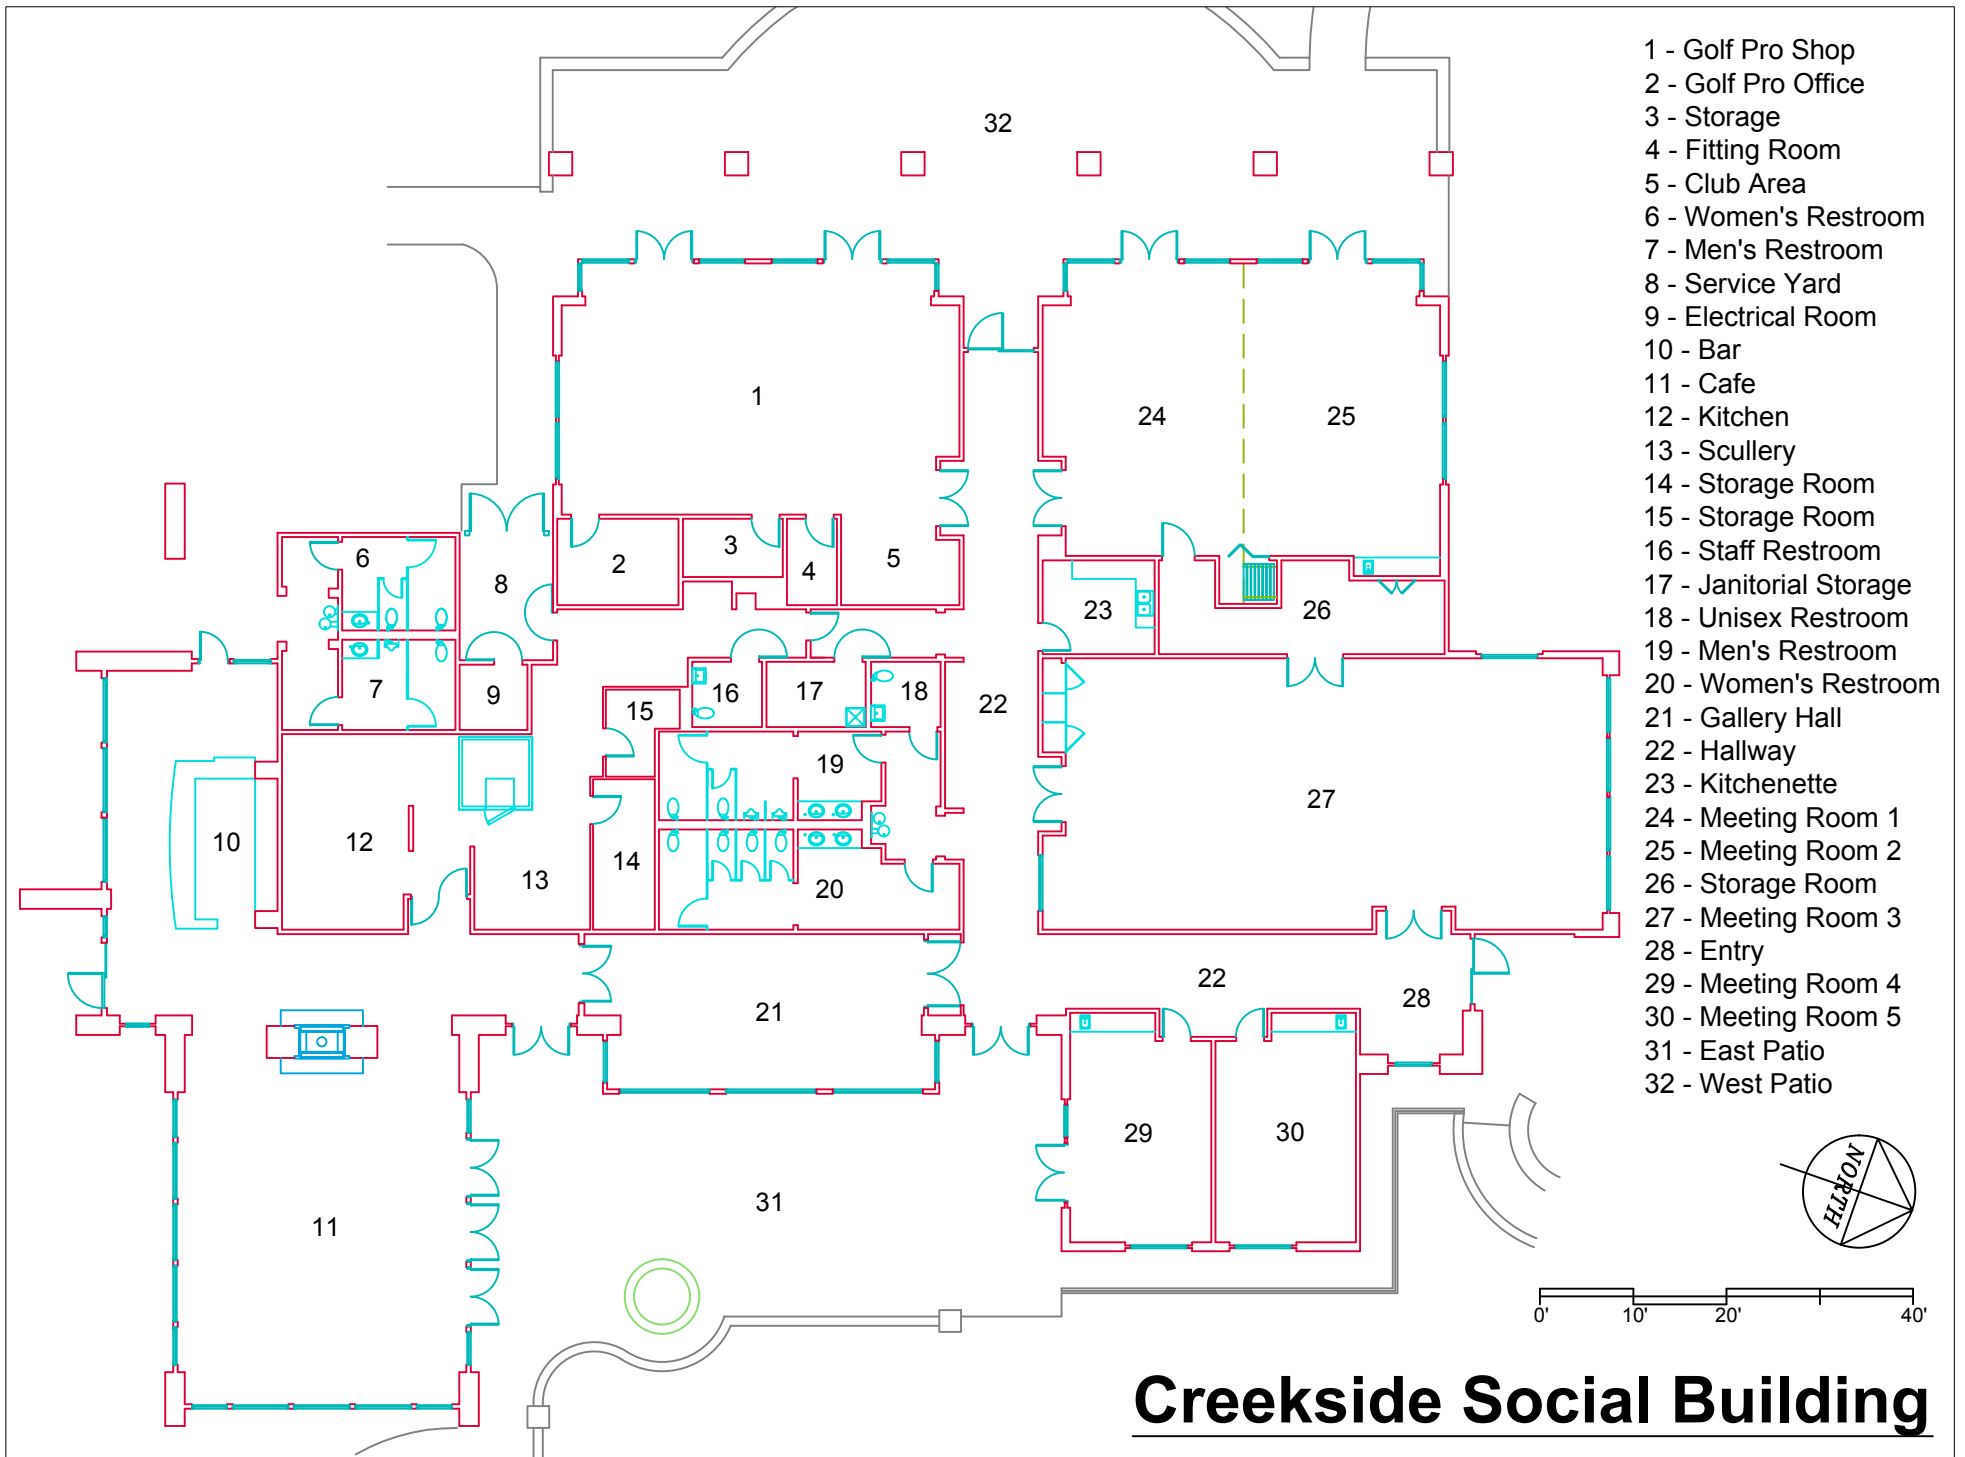 32
1
24
25
6
2
3
4
5
8
23
26
7
9
15
16
17
18
22
19
27
10
12
13
14
20
21
22
28
29
30
31
11
1 - Golf Pro Shop
2 - Golf Pro Office
3 - Storage
4 - Fitting Room
5 - Club Area
6 - Women's Restroom
7 - Men's Restroom
8 - Service Yard
9 - Electrical Room
10 - Bar
11 - Cafe
12 - Kitchen
13 - Scullery
14 - Storage Room
15 - Storage Room
16 - Staff Restroom
17 - Janitorial Storage
18 - Unisex Restroom
19 - Men's Restroom
20 - Women's Restroom
21 - Gallery Hall
22 - Hallway
23 - Kitchenette
24 - Meeting Room 1
25 - Meeting Room 2
26 - Storage Room
27 - Meeting Room 3
28 - Entry
29 - Meeting Room 4
30 - Meeting Room 5
31 - East Patio
32 - West Patio
NORTH
0' 10' 20' 40'
Creekside Social Building